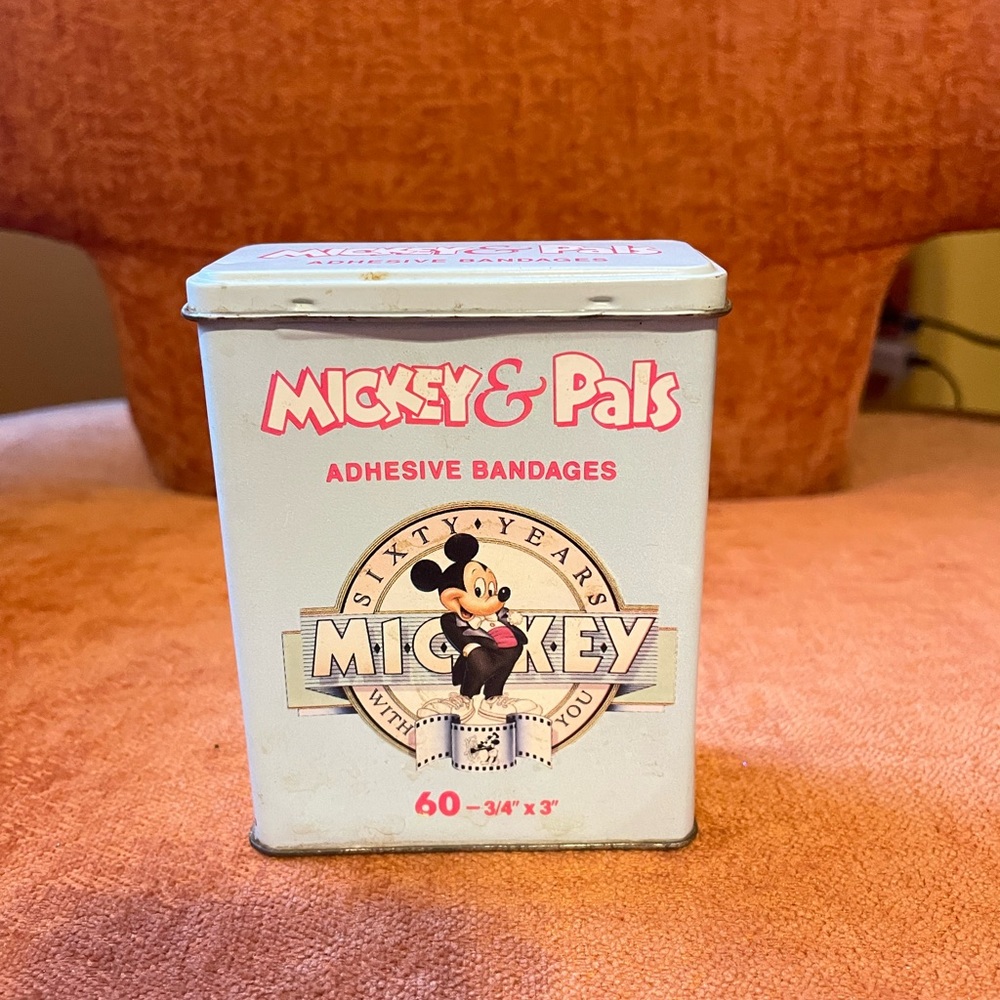 MICKEY & Pals
ADHESIVE BANDAGES
MICKEY & Pals
ADHESIVE BANDAGES
SIXTY • YEARS
MICKEY
WITH YOU
60 – 3/4" x 3"